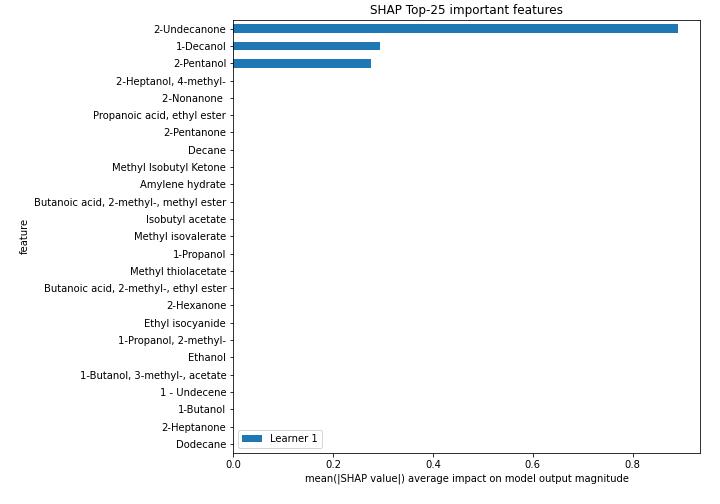 SHAP Top-25 important features
2-Undecanone
1-Decanol
2-Pentanol
2-Heptanol, 4-methyl-
2-Nonanone
Propanoic acid, ethyl ester
2-Pentanone
Decane
Methyl Isobutyl Ketone
Amylene hydrate
Butanoic acid, 2-methyl-, methyl ester
Isobutyl acetate
Methyl isovalerate
1-Propanol
Methyl thiolacetate
Butanoic acid, 2-methyl-, ethyl ester
2-Hexanone
Ethyl isocyanide
1-Propanol, 2-methyl-
Ethanol
1-Butanol, 3-methyl-, acetate
1 - Undecene
1-Butanol
2-Heptanone
Dodecane
feature
Learner 1
0.0 0.2 0.4 0.6 0.8
mean(|SHAP value|) average impact on model output magnitude